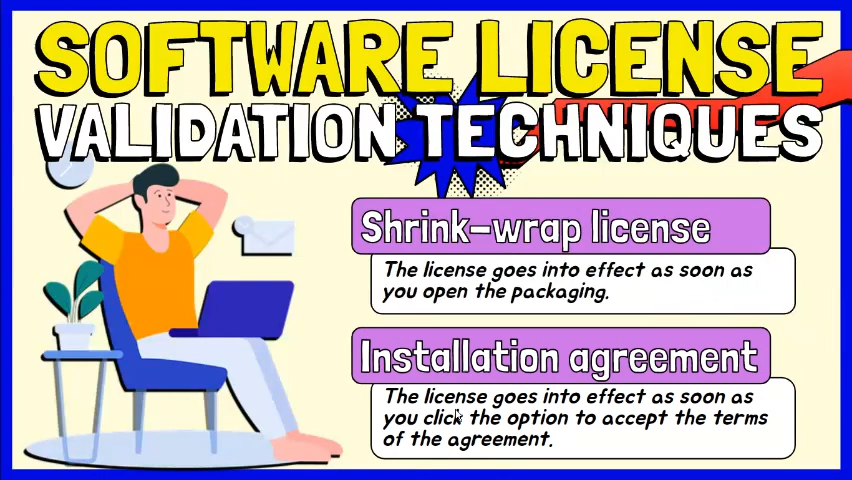 SOFTWARE LICENSE
VALIDATION TECHNIQUES
Shrink-wrap license
The license goes into effect as soon as
you open the packaging.
Installation agreement
The license goes into effect as soon as
you click the option to accept the terms
of the agreement.